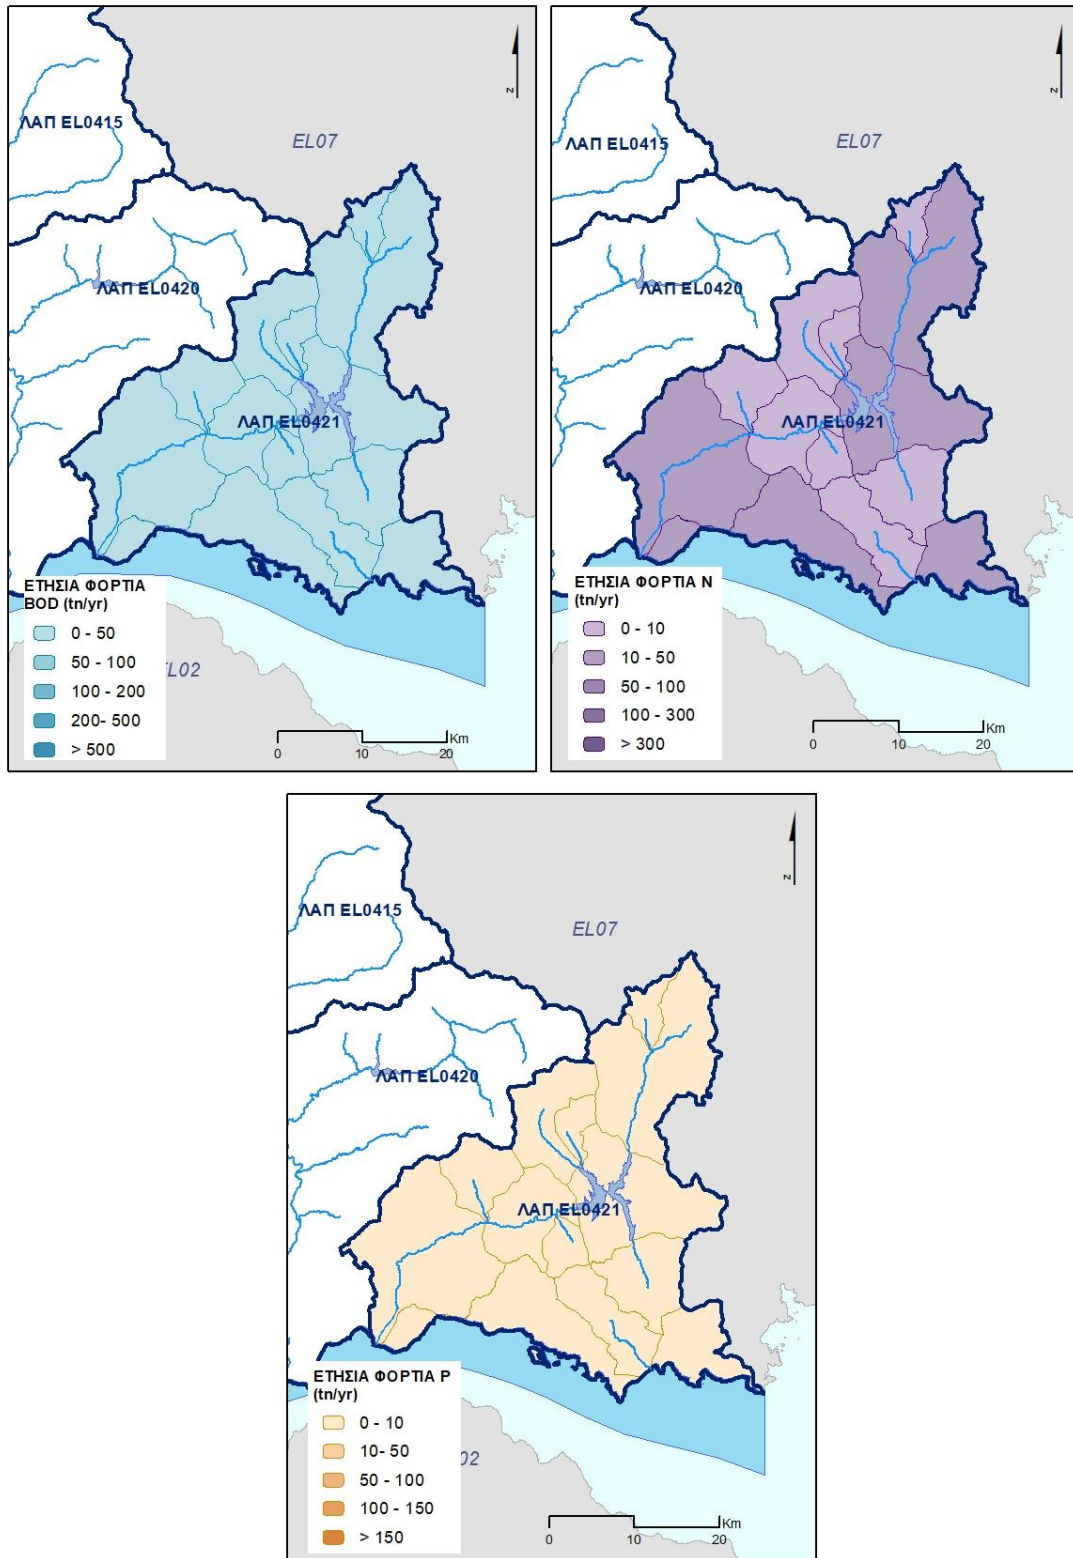 ΛΑΠ EL0415
EL07
ΛΑΠ EL0420
ΛΑΠ EL0421
ΕΤΗΣΙΑ ΦΟΡΤΙΑ
BOD (tn/yr)
0 - 50
50 - 100
100 - 200
200- 500
> 500
EL02
Km
0 10 20
N
ΛΑΠ EL0415
EL07
ΛΑΠ EL0420
ΛΑΠ EL0421
ΕΤΗΣΙΑ ΦΟΡΤΙΑ N
(tn/yr)
0 - 10
10 - 50
50 - 100
100 - 300
> 300
Km
0 10 20
N
ΛΑΠ EL0415
EL07
ΛΑΠ EL0420
ΛΑΠ EL0421
ΕΤΗΣΙΑ ΦΟΡΤΙΑ P
(tn/yr)
0 - 10
10- 50
50 - 100
100 - 150
> 150
02
Km
0 10 20
N